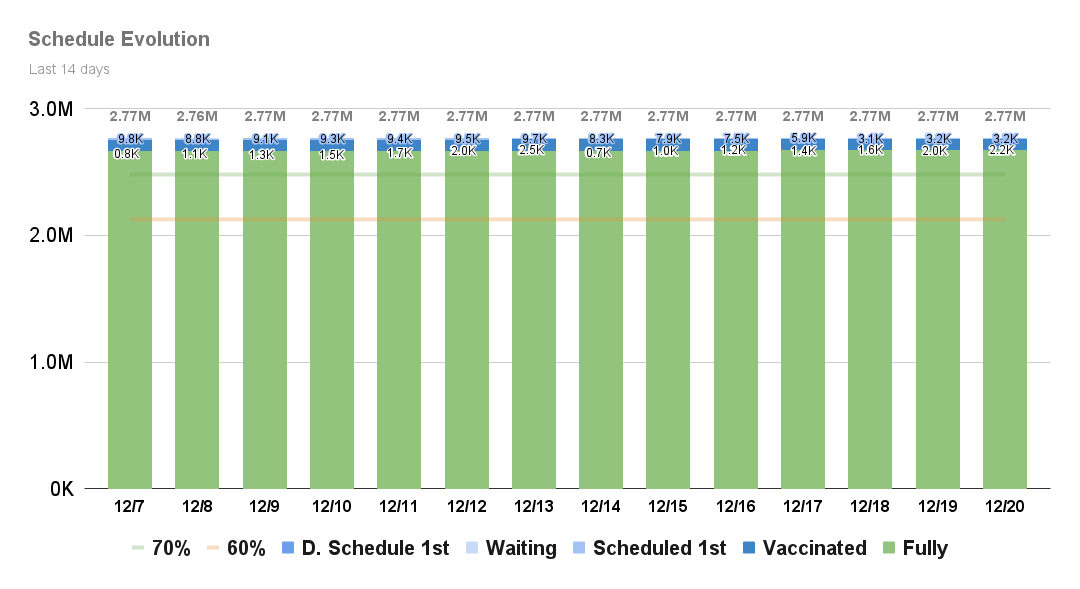 Schedule Evolution
Last 14 days
3.0M
2.77M 2.76M 2.77M 2.77M 2.77M 2.77M 2.77M 2.77M 2.77M 2.77M 2.77M 2.77M 2.77M 2.77M
9.8K 8.8K 9.1K 9.3K 9.4K 9.5K 9.7K 8.3K 7.9K 7.5K 5.9K 3.1K 3.2K 3.2K
0.8K 1.1K 1.3K 1.5K 1.7K 2.0K 2.5K 0.7K 1.0K 1.2K 1.4K 1.6K 2.0K 2.2K
2.0M
1.0M
0K
12/7 12/8 12/9 12/10 12/11 12/12 12/13 12/14 12/15 12/16 12/17 12/18 12/19 12/20
70% 60% D. Schedule 1st Waiting Scheduled 1st Vaccinated Fully